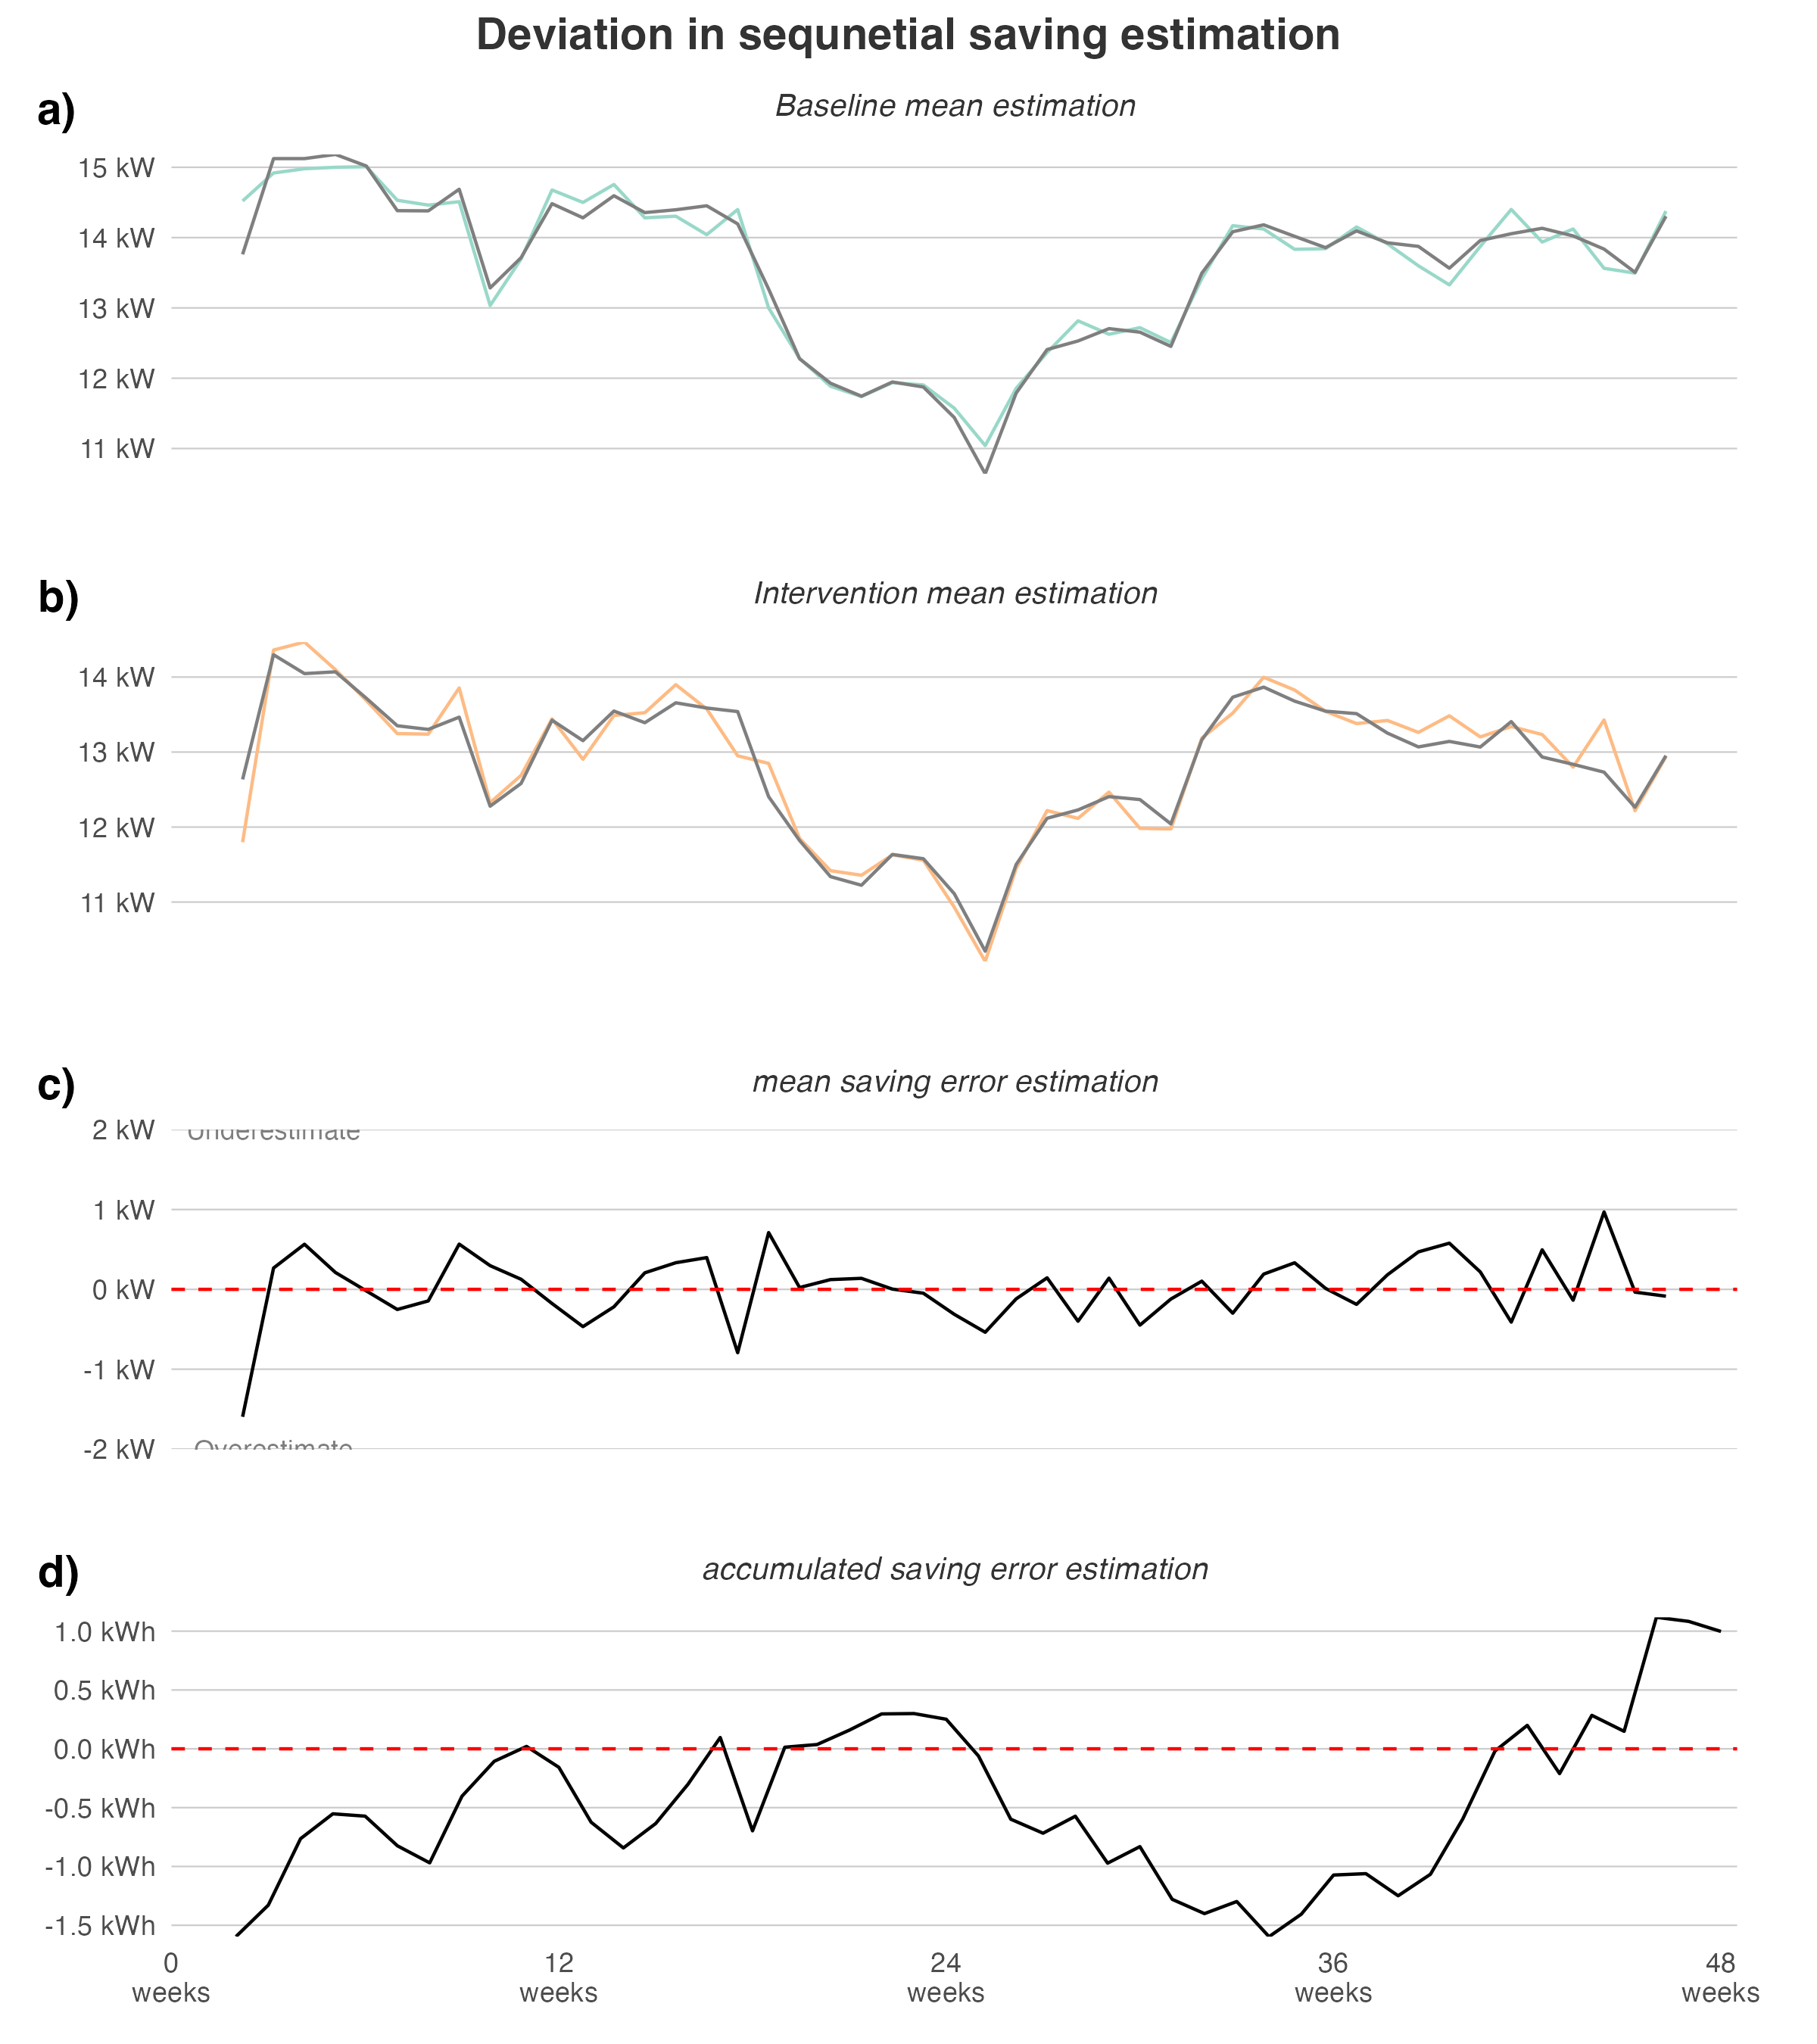 Deviation in sequnetial saving estimation
a)
Baseline mean estimation
15 kW
14 kW
13 kW
12 kW
11 kW
b)
Intervention mean estimation
14 kW
13 kW
12 kW
11 kW
c)
mean saving error estimation
2 kW
Underestimate
1 kW
0 kW
-1 kW
-2 kW
Overestimate
d)
accumulated saving error estimation
1.0 kWh
0.5 kWh
0.0 kWh
-0.5 kWh
-1.0 kWh
-1.5 kWh
0 12 24 36 48
weeks weeks weeks weeks weeks